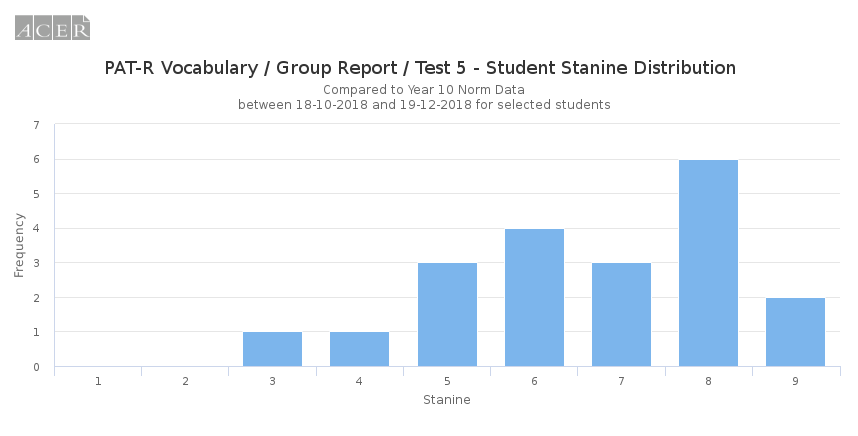 ACER
PAT-R Vocabulary / Group Report / Test 5 - Student Stanine Distribution
Compared to Year 10 Norm Data
between 18-10-2018 and 19-12-2018 for selected students
7
6
5
4
3
2
1
0
Frequency
1 2 3 4 5 6 7 8 9
Stanine